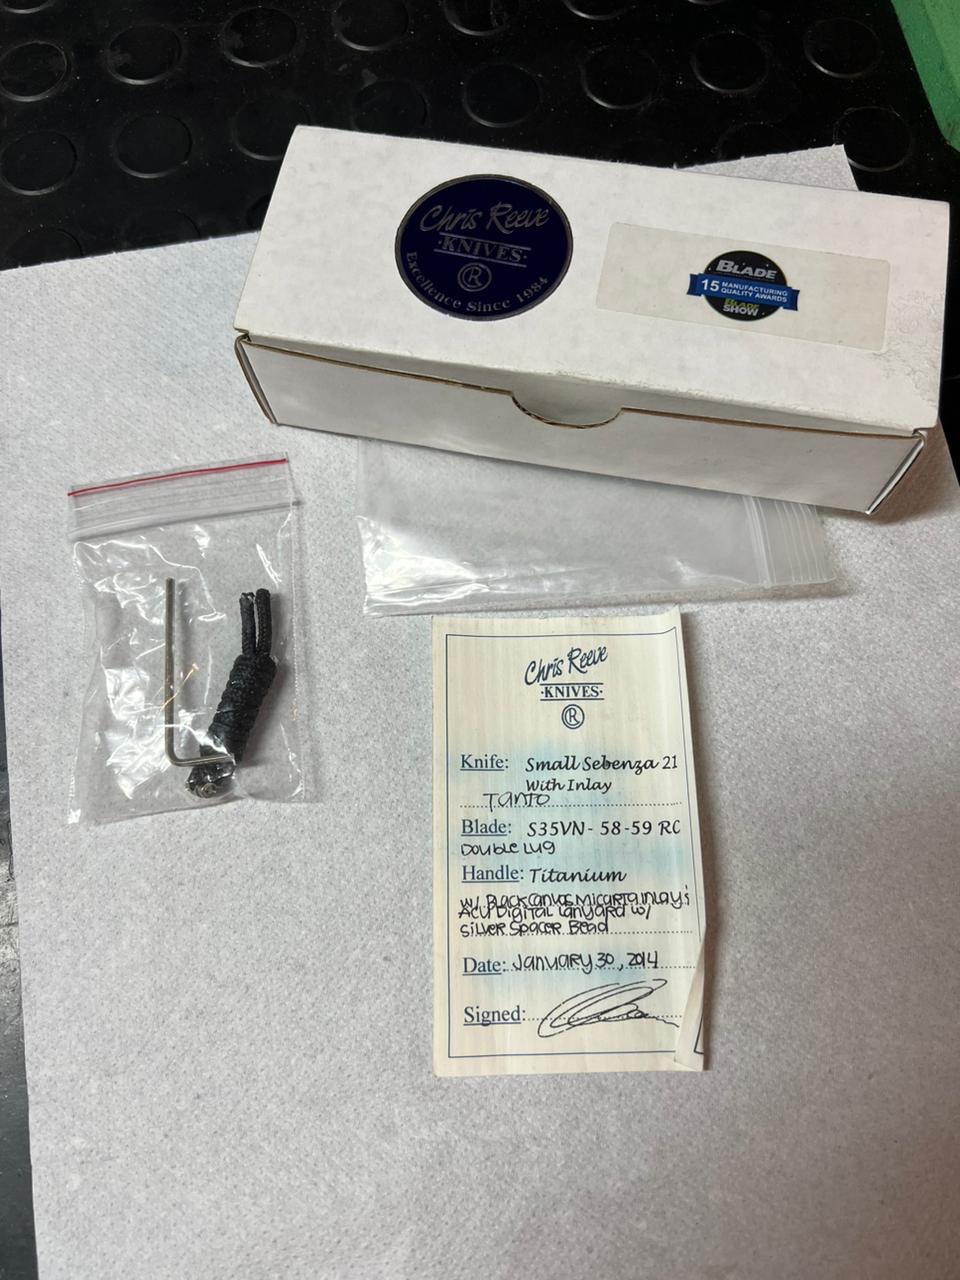 Chris Reeve
·KNIVES·
®
Excellence Since 1984
BLADE
15 MANUFACTURING
QUALITY AWARDS
BLADE
SHOW
Chris Reeve
·KNIVES·
®
Knife: Small Sebenza 21
With Inlay
TANTO
Blade: S35VN - 58-59 RC
Double Lug
Handle: Titanium
w/ Black Canvas Micarta Inlays
ACU Digital Lanyard w/
Silver Spacer Bead
Date: January 30, 2014
Signed: